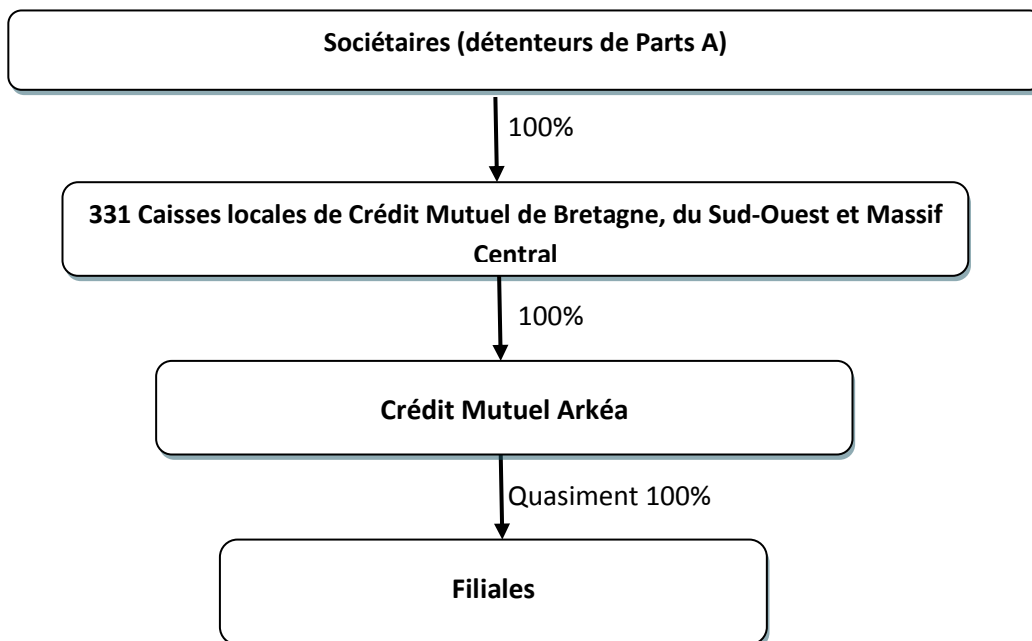 Sociétaires (détenteurs de Parts A)
100%
331 Caisses locales de Crédit Mutuel de Bretagne, du Sud-Ouest et Massif
Central
100%
Crédit Mutuel Arkéa
Quasiment 100%
Filiales